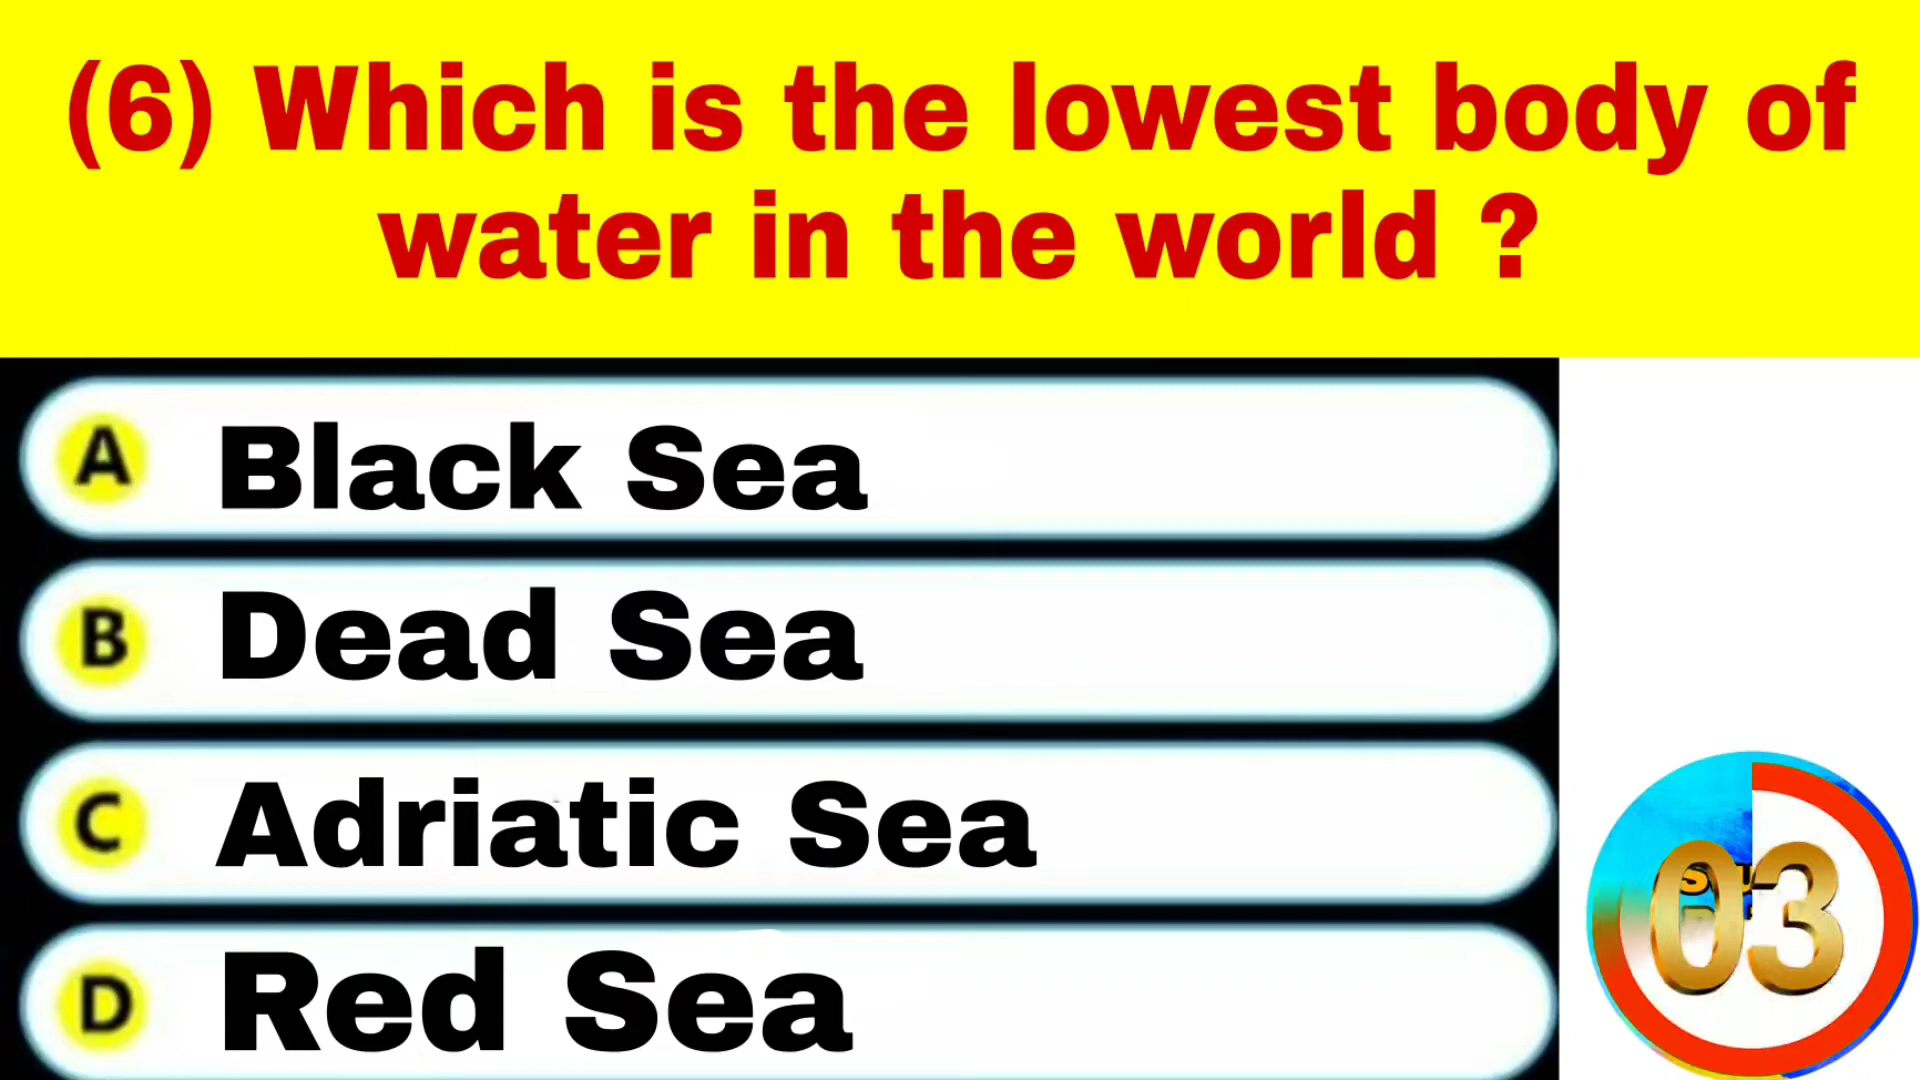 (6) Which is the lowest body of
water in the world ?
A Black Sea
B Dead Sea
C Adriatic Sea
D Red Sea
03